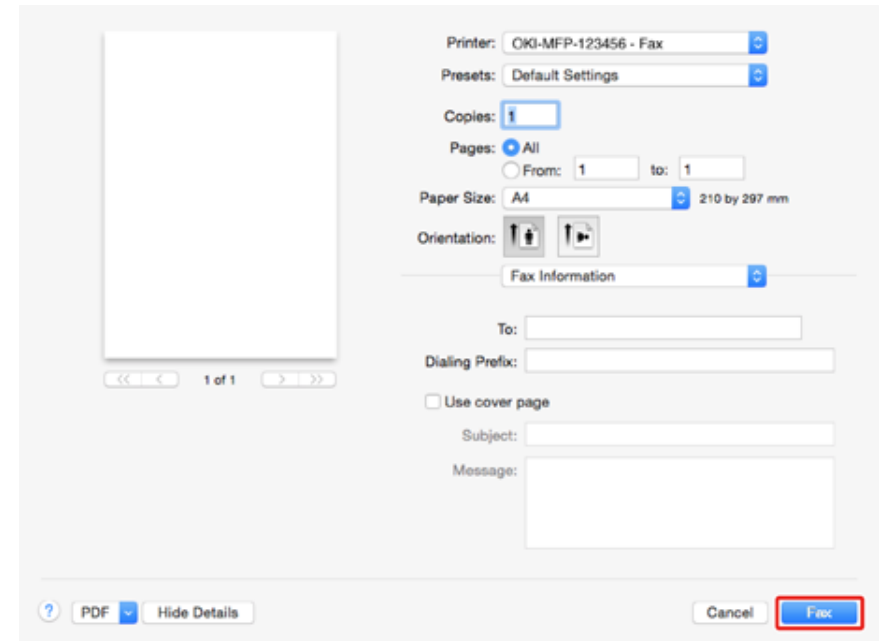 Printer: OKI-MFP-123456 - Fax
Presets: Default Settings
Copies: 1
Pages: All
From: 1 to: 1
Paper Size: A4 210 by 297 mm
Orientation:
Fax Information
To:
Dialing Prefix:
<< < 1 of 1 > >>
Use cover page
Subject:
Message:
? PDF Hide Details Cancel Fax